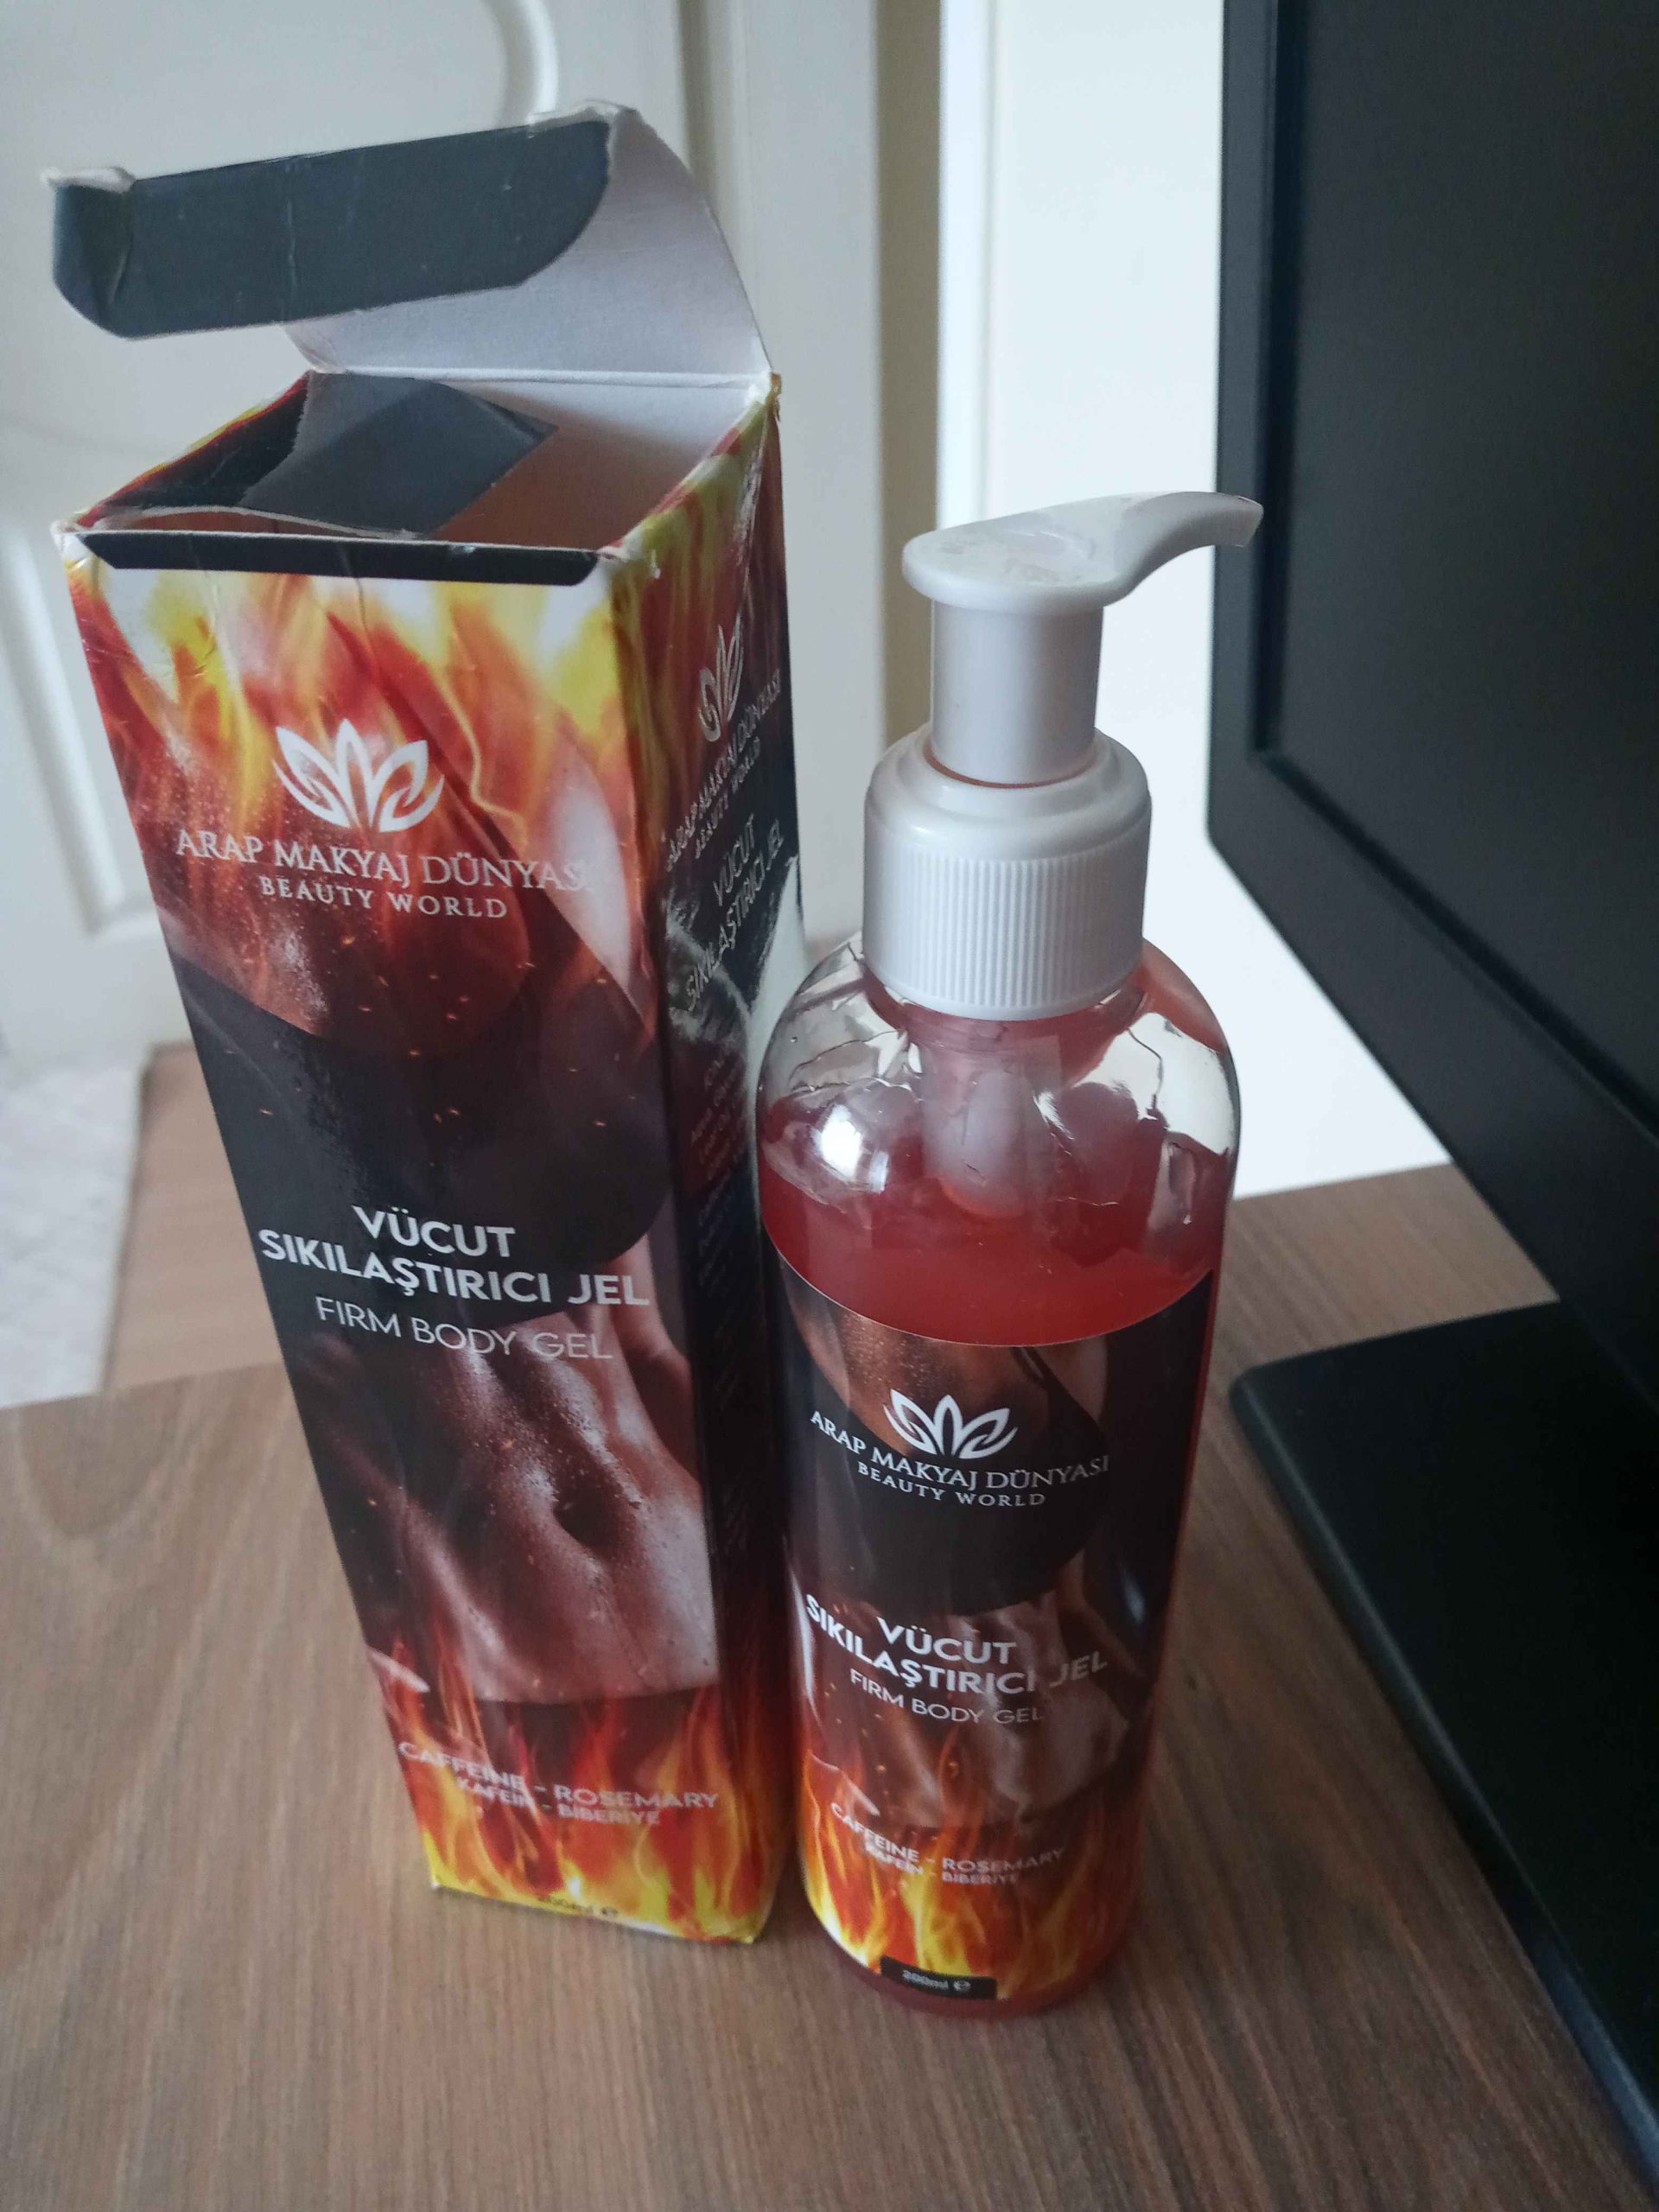 ARAP MAKYAJ DÜNYASI
BEAUTY WORLD
VÜCUT
SIKILAŞTIRICI JEL
FIRM BODY GEL
CAFFEINE - ROSEMARY
KAFEİN - BİBERİYE
ARAP MAKYAJ DÜNYASI
BEAUTY WORLD
VÜCUT
SIKILAŞTIRICI JEL
ARAP MAKYAJ DÜNYASI
BEAUTY WORLD
VÜCUT
SIKILAŞTIRICI JEL
FIRM BODY GEL
CAFFEINE - ROSEMARY
KAFEİN - BİBERİYE
200ml e